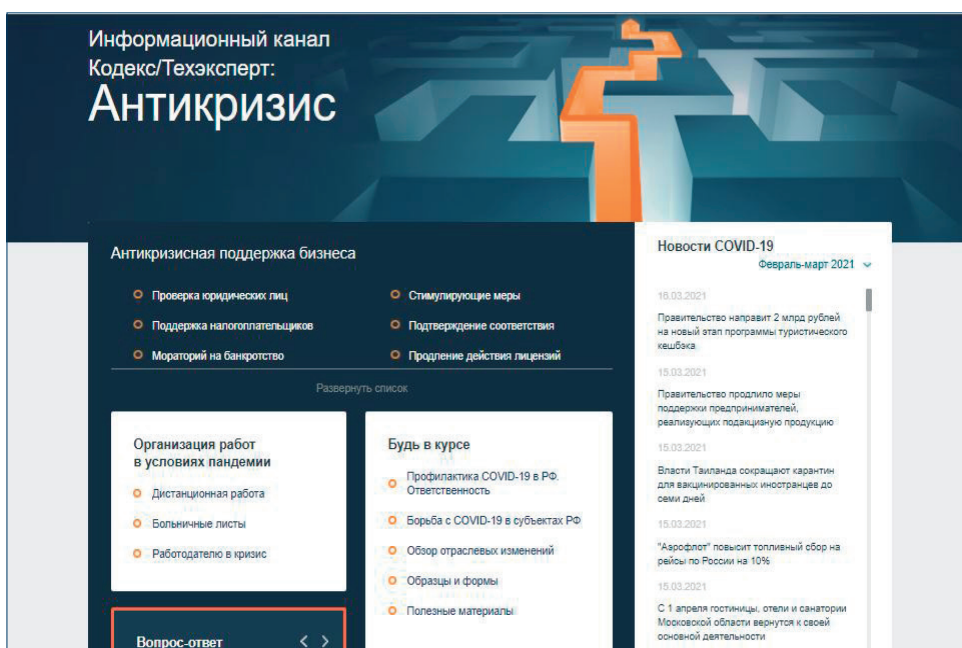 Информационный канал
Кодекс/Техэксперт:
Антикризис
Антикризисная поддержка бизнеса
Проверка юридических лиц
Поддержка налогоплательщиков
Мораторий на банкротство
Стимулирующие меры
Подтверждение соответствия
Продление действия лицензий
Развернуть список
Организация работ
в условиях пандемии
Дистанционная работа
Больничные листы
Работодателю в кризис
Вопрос-ответ
Будь в курсе
Профилактика COVID-19 в РФ.
Ответственность
Борьба с COVID-19 в субъектах РФ
Обзор отраслевых изменений
Образцы и формы
Полезные материалы
Новости COVID-19
Февраль-март 2021
16.03.2021
Правительство направит 2 млрд рублей
на новый этап программы туристического
кешбэка
15.03.2021
Правительство продлило меры
поддержки предпринимателей,
реализующих подакцизную продукцию
15.03.2021
Власти Таиланда сокращают карантин
для вакцинированных иностранцев до
семи дней
15.03.2021
"Аэрофлот" повысит топливный сбор на
рейсы по России на 10%
15.03.2021
С 1 апреля гостиницы, отели и санатории
Московской области вернутся к своей
основной деятельности